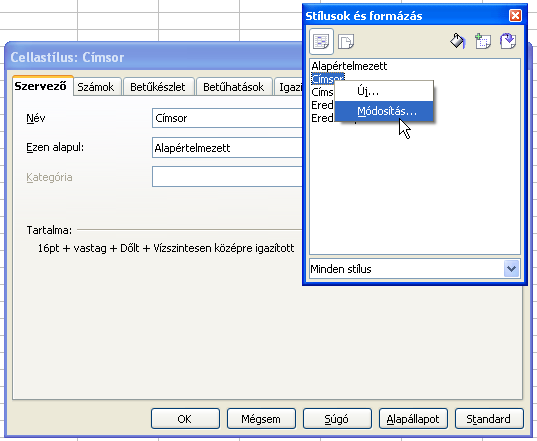 Stílusok és formázás
Alapértelmezett
Címsor
Címs
Ered
Ered
Új...
Módosítás...
Minden stílus
Cellastílus: Címsor
Szervező Számok Betűkészlet Betűhatások Igazí
Név Címsor
Ezen alapul: Alapértelmezett
Kategória
Tartalma:
16pt + vastag + Dőlt + Vízszintesen középre igazított
OK Mégsem Súgó Alapállapot Standard